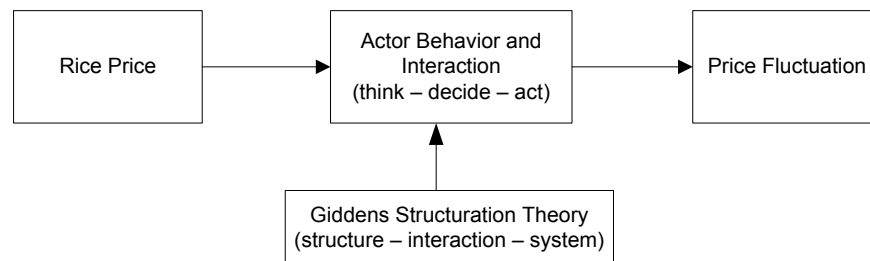 Rice Price
Actor Behavior and
Interaction
(think – decide – act)
Price Fluctuation
Giddens Structuration Theory
(structure – interaction – system)